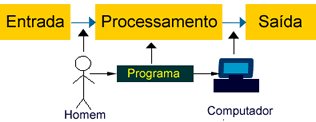 Entrada Processamento Saída
Programa
Homem
Computador